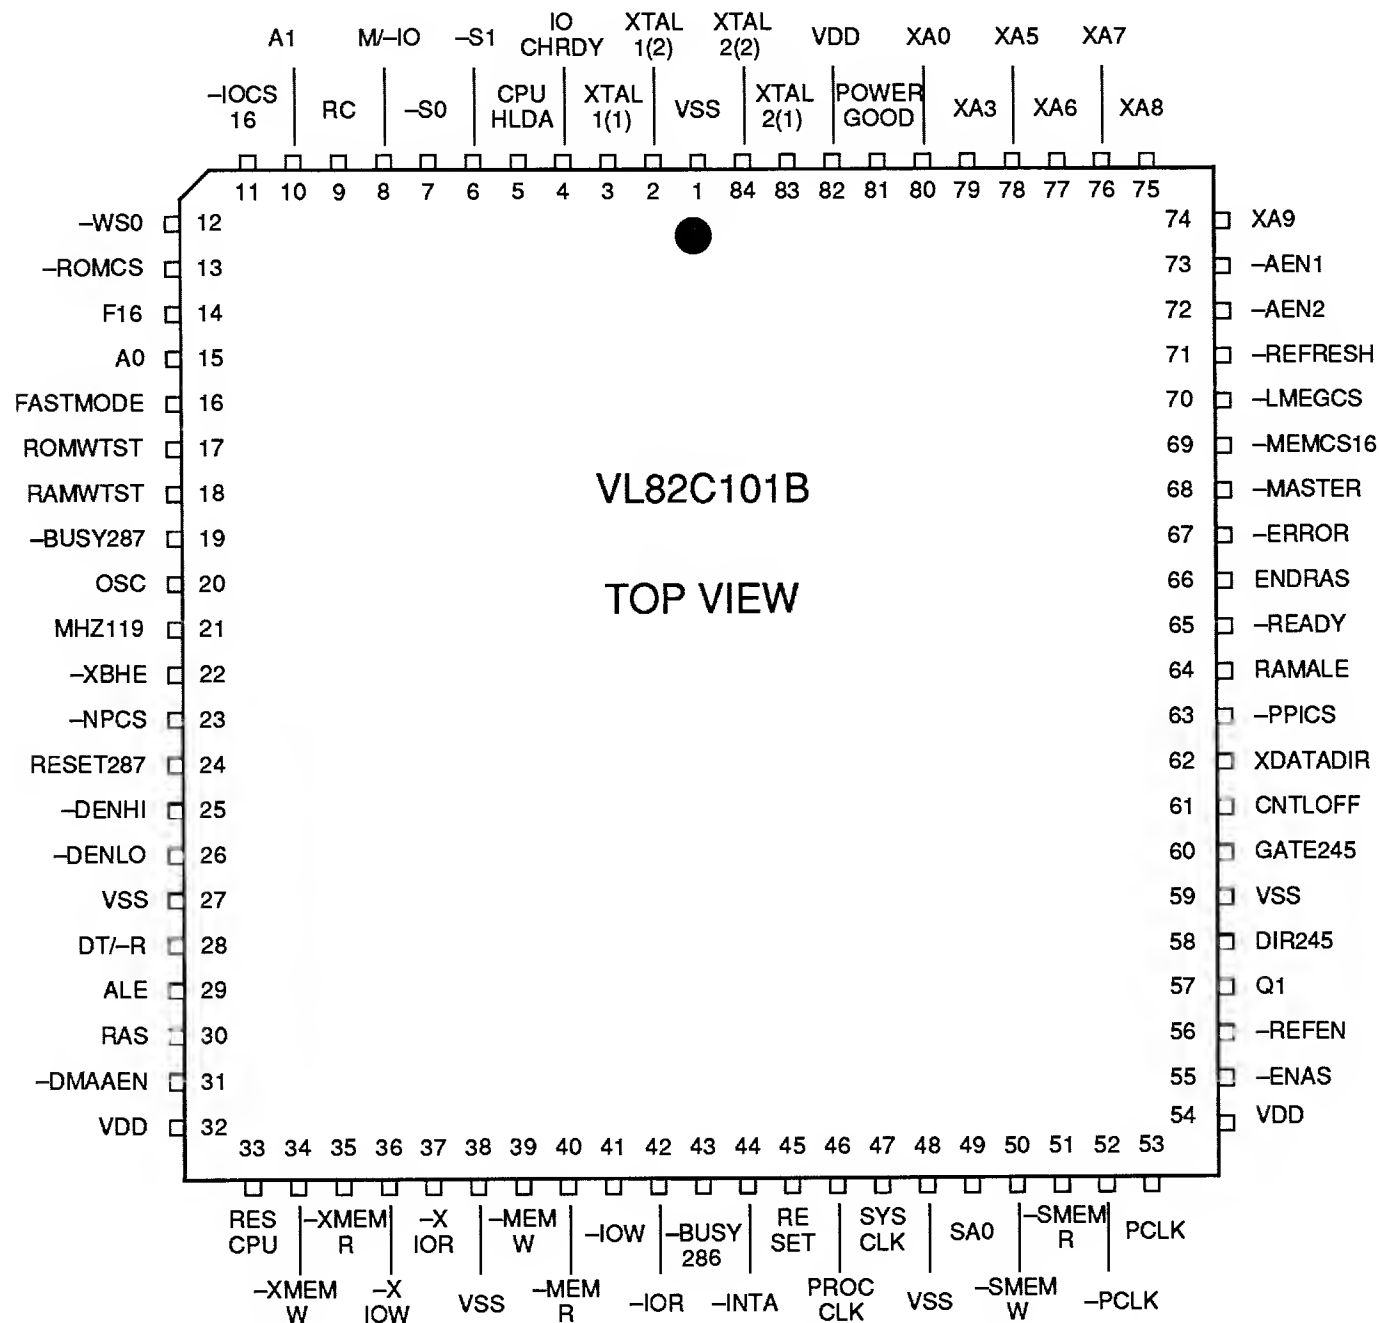 A1 M/–IO –S1 IO CHRDY XTAL 1(2) XTAL 2(2) VDD XA0 XA5 XA7
–IOCS 16 RC –S0 CPU HLDA XTAL 1(1) VSS XTAL 2(1) POWER GOOD XA3 XA6 XA8
11 10 9 8 7 6 5 4 3 2 1 84 83 82 81 80 79 78 77 76 75
–WS0 12
–ROMCS 13
F16 14
A0 15
FASTMODE 16
ROMWTST 17
RAMWTST 18
–BUSY287 19
OSC 20
MHZ119 21
–XBHE 22
–NPCS 23
RESET287 24
–DENHI 25
–DENLO 26
VSS 27
DT/–R 28
ALE 29
RAS 30
–DMAAEN 31
VDD 32
VL82C101B
TOP VIEW
74 XA9
73 –AEN1
72 –AEN2
71 –REFRESH
70 –LMEGCS
69 –MEMCS16
68 –MASTER
67 –ERROR
66 ENDRAS
65 –READY
64 RAMALE
63 –PPICS
62 XDATADIR
61 CNTLOFF
60 GATE245
59 VSS
58 DIR245
57 Q1
56 –REFEN
55 –ENAS
54 VDD
33 34 35 36 37 38 39 40 41 42 43 44 45 46 47 48 49 50 51 52 53
RES CPU –XMEM R –X IOR –MEM W –IOW –BUSY 286 RE SET SYS CLK SA0 –SMEM R PCLK
–XMEM W –X IOW VSS –MEM R –IOR –INTA PROC CLK VSS –SMEM W –PCLK